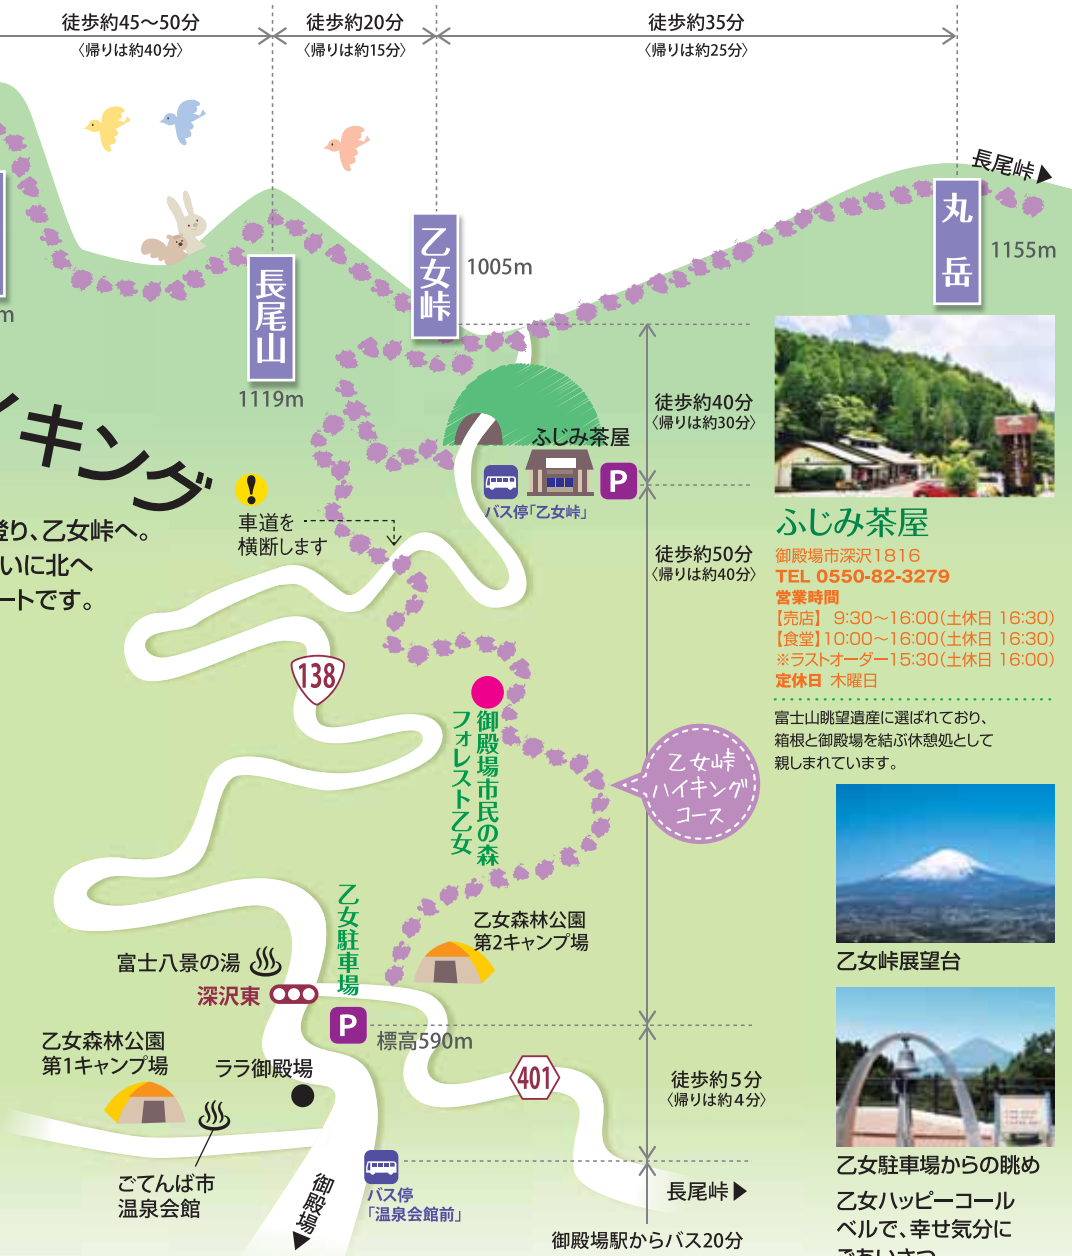 徒歩約45〜50分
〈帰りは約40分〉
徒歩約20分
〈帰りは約15分〉
徒歩約35分
〈帰りは約25分〉
長尾峠▶
丸岳
1155m
乙女峠
1005m
長尾山
1119m
m
イキング
登り、乙女峠へ。
いに北へ
ートです。
!
車道を
横断します
ふじみ茶屋
P
バス停「乙女峠」
徒歩約40分
〈帰りは約30分〉
徒歩約50分
〈帰りは約40分〉
ふじみ茶屋
御殿場市深沢1816
TEL 0550-82-3279
営業時間
【売店】 9:30〜16:00(土休日 16:30)
【食堂】10:00〜16:00(土休日 16:30)
※ラストオーダー15:30(土休日 16:00)
定休日 木曜日
富士山眺望遺産に選ばれており、
箱根と御殿場を結ぶ休憩処として
親しまれています。
138
御殿場市民の森
フォレスト乙女
乙女峠
ハイキング
コース
乙女峠展望台
乙女駐車場
乙女森林公園
第2キャンプ場
富士八景の湯
深沢東
P
標高590m
乙女森林公園
第1キャンプ場
ララ御殿場
401
徒歩約5分
〈帰りは約4分〉
ごてんば市
温泉会館
御殿場▶
バス停
「温泉会館前」
長尾峠▶
御殿場駅からバス20分
乙女駐車場からの眺め
乙女ハッピーコール
ベルで、幸せ気分に
ごあいさつ